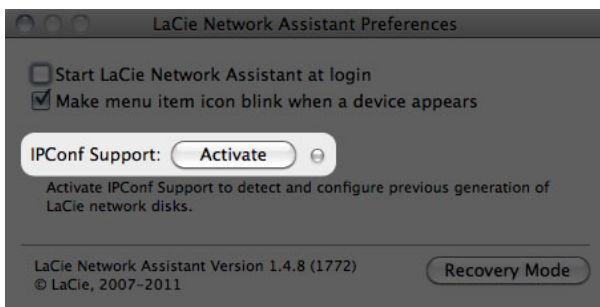 LaCie Network Assistant Preferences
Start LaCie Network Assistant at login
Make menu item icon blink when a device appears
IPConf Support: Activate
Activate IPConf Support to detect and configure previous generation of
LaCie network disks.
LaCie Network Assistant Version 1.4.8 (1772)
© LaCie, 2007-2011
Recovery Mode